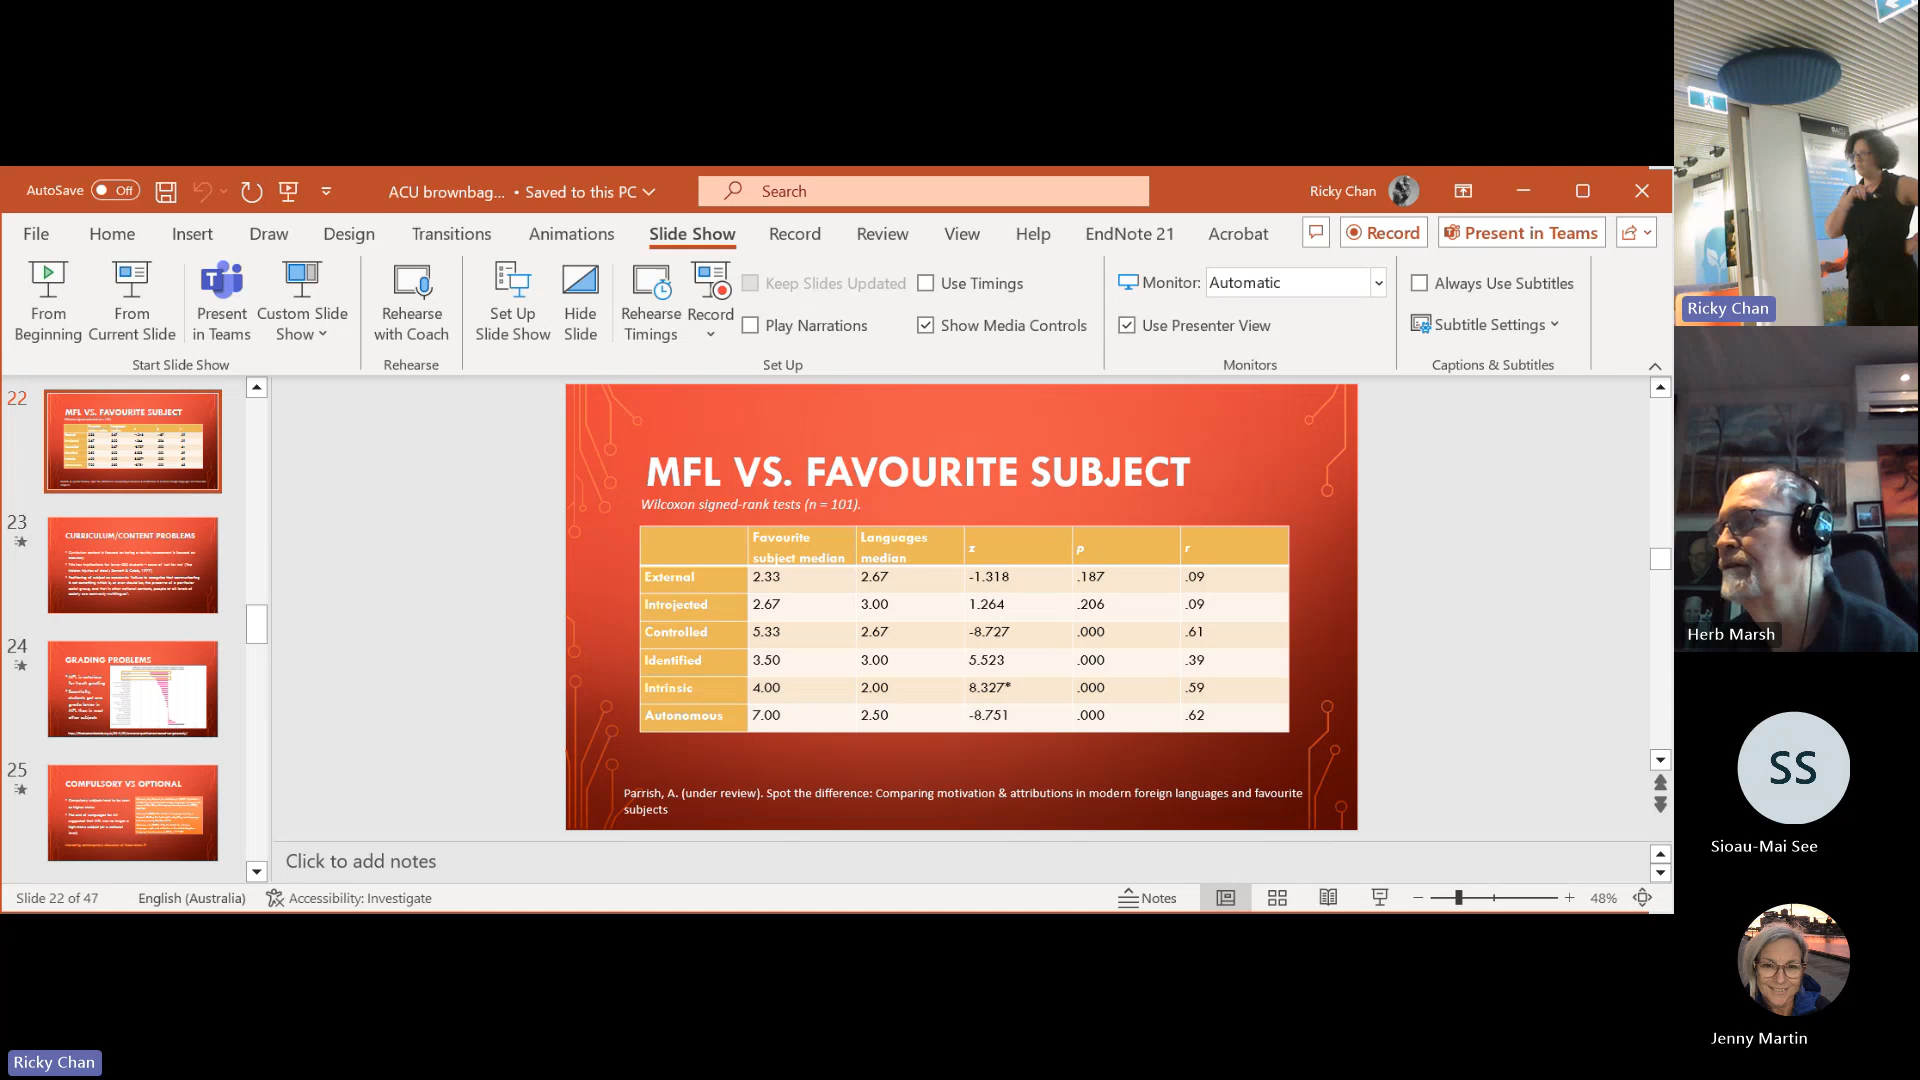 AutoSave Off
ACU brownbag... • Saved to this PC
Search
Ricky Chan
File Home Insert Draw Design Transitions Animations Slide Show Record Review View Help EndNote 21 Acrobat
Record
Present in Teams
From Beginning
From Current Slide
Present in Teams
Custom Slide Show
Start Slide Show
Rehearse with Coach
Rehearse
Set Up Slide Show
Hide Slide
Rehearse Timings
Record
Keep Slides Updated
Use Timings
Play Narrations
Show Media Controls
Set Up
Monitor: Automatic
Use Presenter View
Monitors
Always Use Subtitles
Subtitle Settings
Captions & Subtitles
22
MFL VS. FAVOURITE SUBJECT
23
CURRICULUM/CONTENT PROBLEMS
24
GRADING PROBLEMS
25
COMPULSORY VS OPTIONAL
MFL VS. FAVOURITE SUBJECT
Wilcoxon signed-rank tests (n = 101).
Favourite subject median Languages median z p r
External 2.33 2.67 -1.318 .187 .09
Introjected 2.67 3.00 1.264 .206 .09
Controlled 5.33 2.67 -8.727 .000 .61
Identified 3.50 3.00 5.523 .000 .39
Intrinsic 4.00 2.00 8.327* .000 .59
Autonomous 7.00 2.50 -8.751 .000 .62
Parrish, A. (under review). Spot the difference: Comparing motivation & attributions in modern foreign languages and favourite
subjects
Click to add notes
Slide 22 of 47 English (Australia) Accessibility: Investigate
Notes
48%
Ricky Chan
Herb Marsh
SS
Sioau-Mai See
Jenny Martin
Ricky Chan